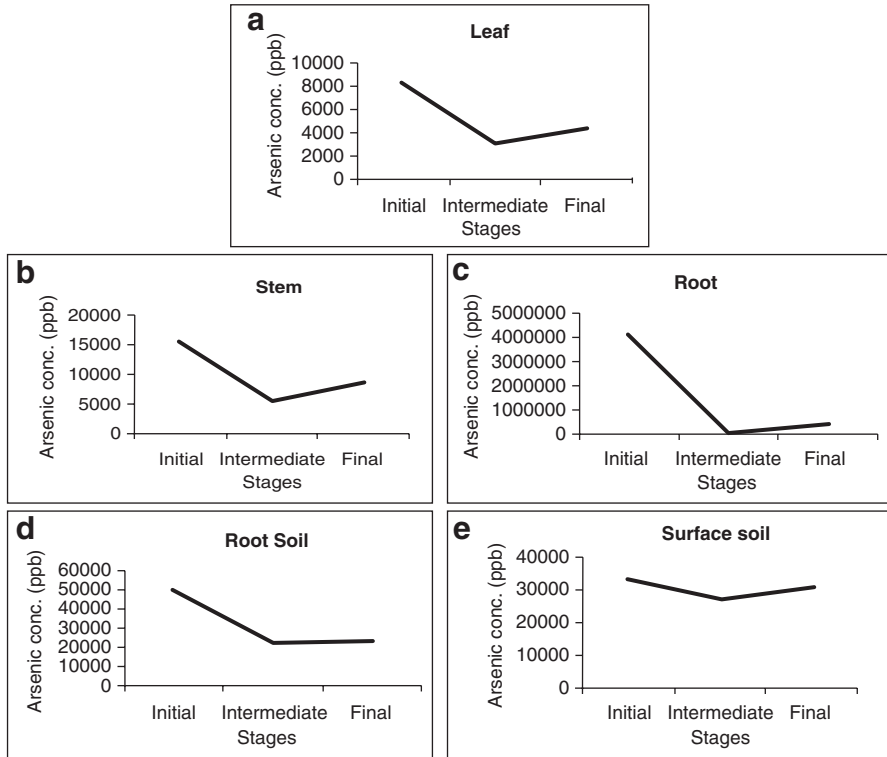 a
Leaf
Arsenic conc. (ppb)
10000
8000
6000
4000
2000
0
Initial Intermediate Final
Stages
b
Stem
Arsenic conc. (ppb)
20000
15000
10000
5000
0
Initial Intermediate Final
Stages
c
Root
Arsenic conc. (ppb)
5000000
4000000
3000000
2000000
1000000
0
Initial Intermediate Final
Stages
d
Root Soil
Arsenic conc. (ppb)
60000
50000
40000
30000
20000
10000
0
Initial Intermediate Final
Stages
e
Surface soil
Arsenic conc. (ppb)
40000
30000
20000
10000
0
Initial Intermediate Final
Stages